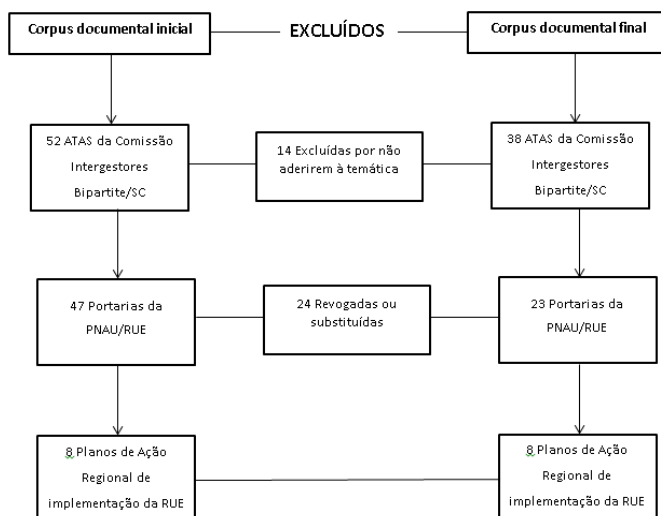 Corpus documental inicial
EXCLUÍDOS
Corpus documental final
52 ATAS da Comissão
Intergestores
Bipartite/SC
14 Excluídas por não
aderirem à temática
38 ATAS da Comissão
Intergestores
Bipartite/SC
47 Portarias da
PNAU/RUE
24 Revogadas ou
substituídas
23 Portarias da
PNAU/RUE
8 Planos de Ação
Regional de
implementação da RUE
8 Planos de Ação
Regional de
implementação da RUE